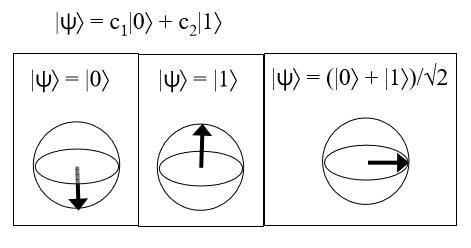 |ψ⟩ = c₁|0⟩ + c₂|1⟩
|ψ⟩ = |0⟩
|ψ⟩ = |1⟩
|ψ⟩ = (|0⟩ + |1⟩)/√2